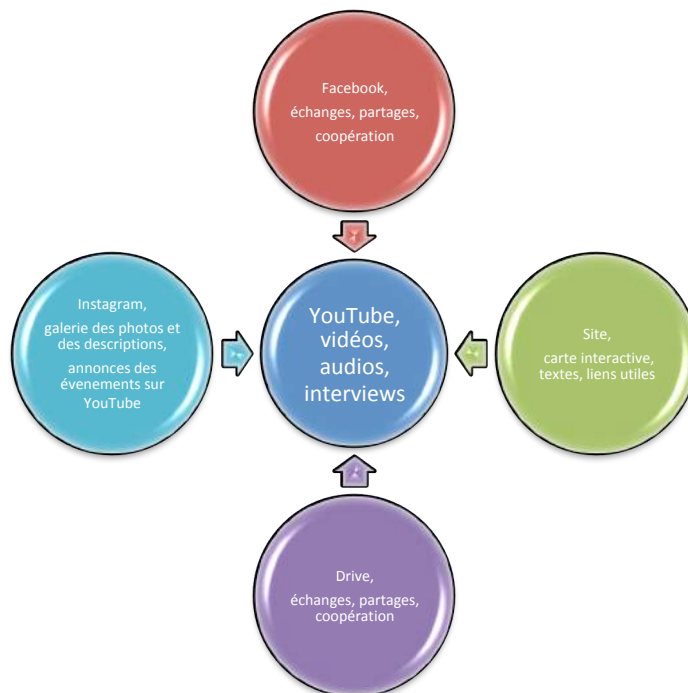 Facebook,
échanges, partages,
coopération
Instagram,
galerie des photos et
des descriptions,
annonces des
évenements sur
YouTube
YouTube,
vidéos,
audios,
interviews
Site,
carte interactive,
textes, liens utiles
Drive,
échanges, partages,
coopération